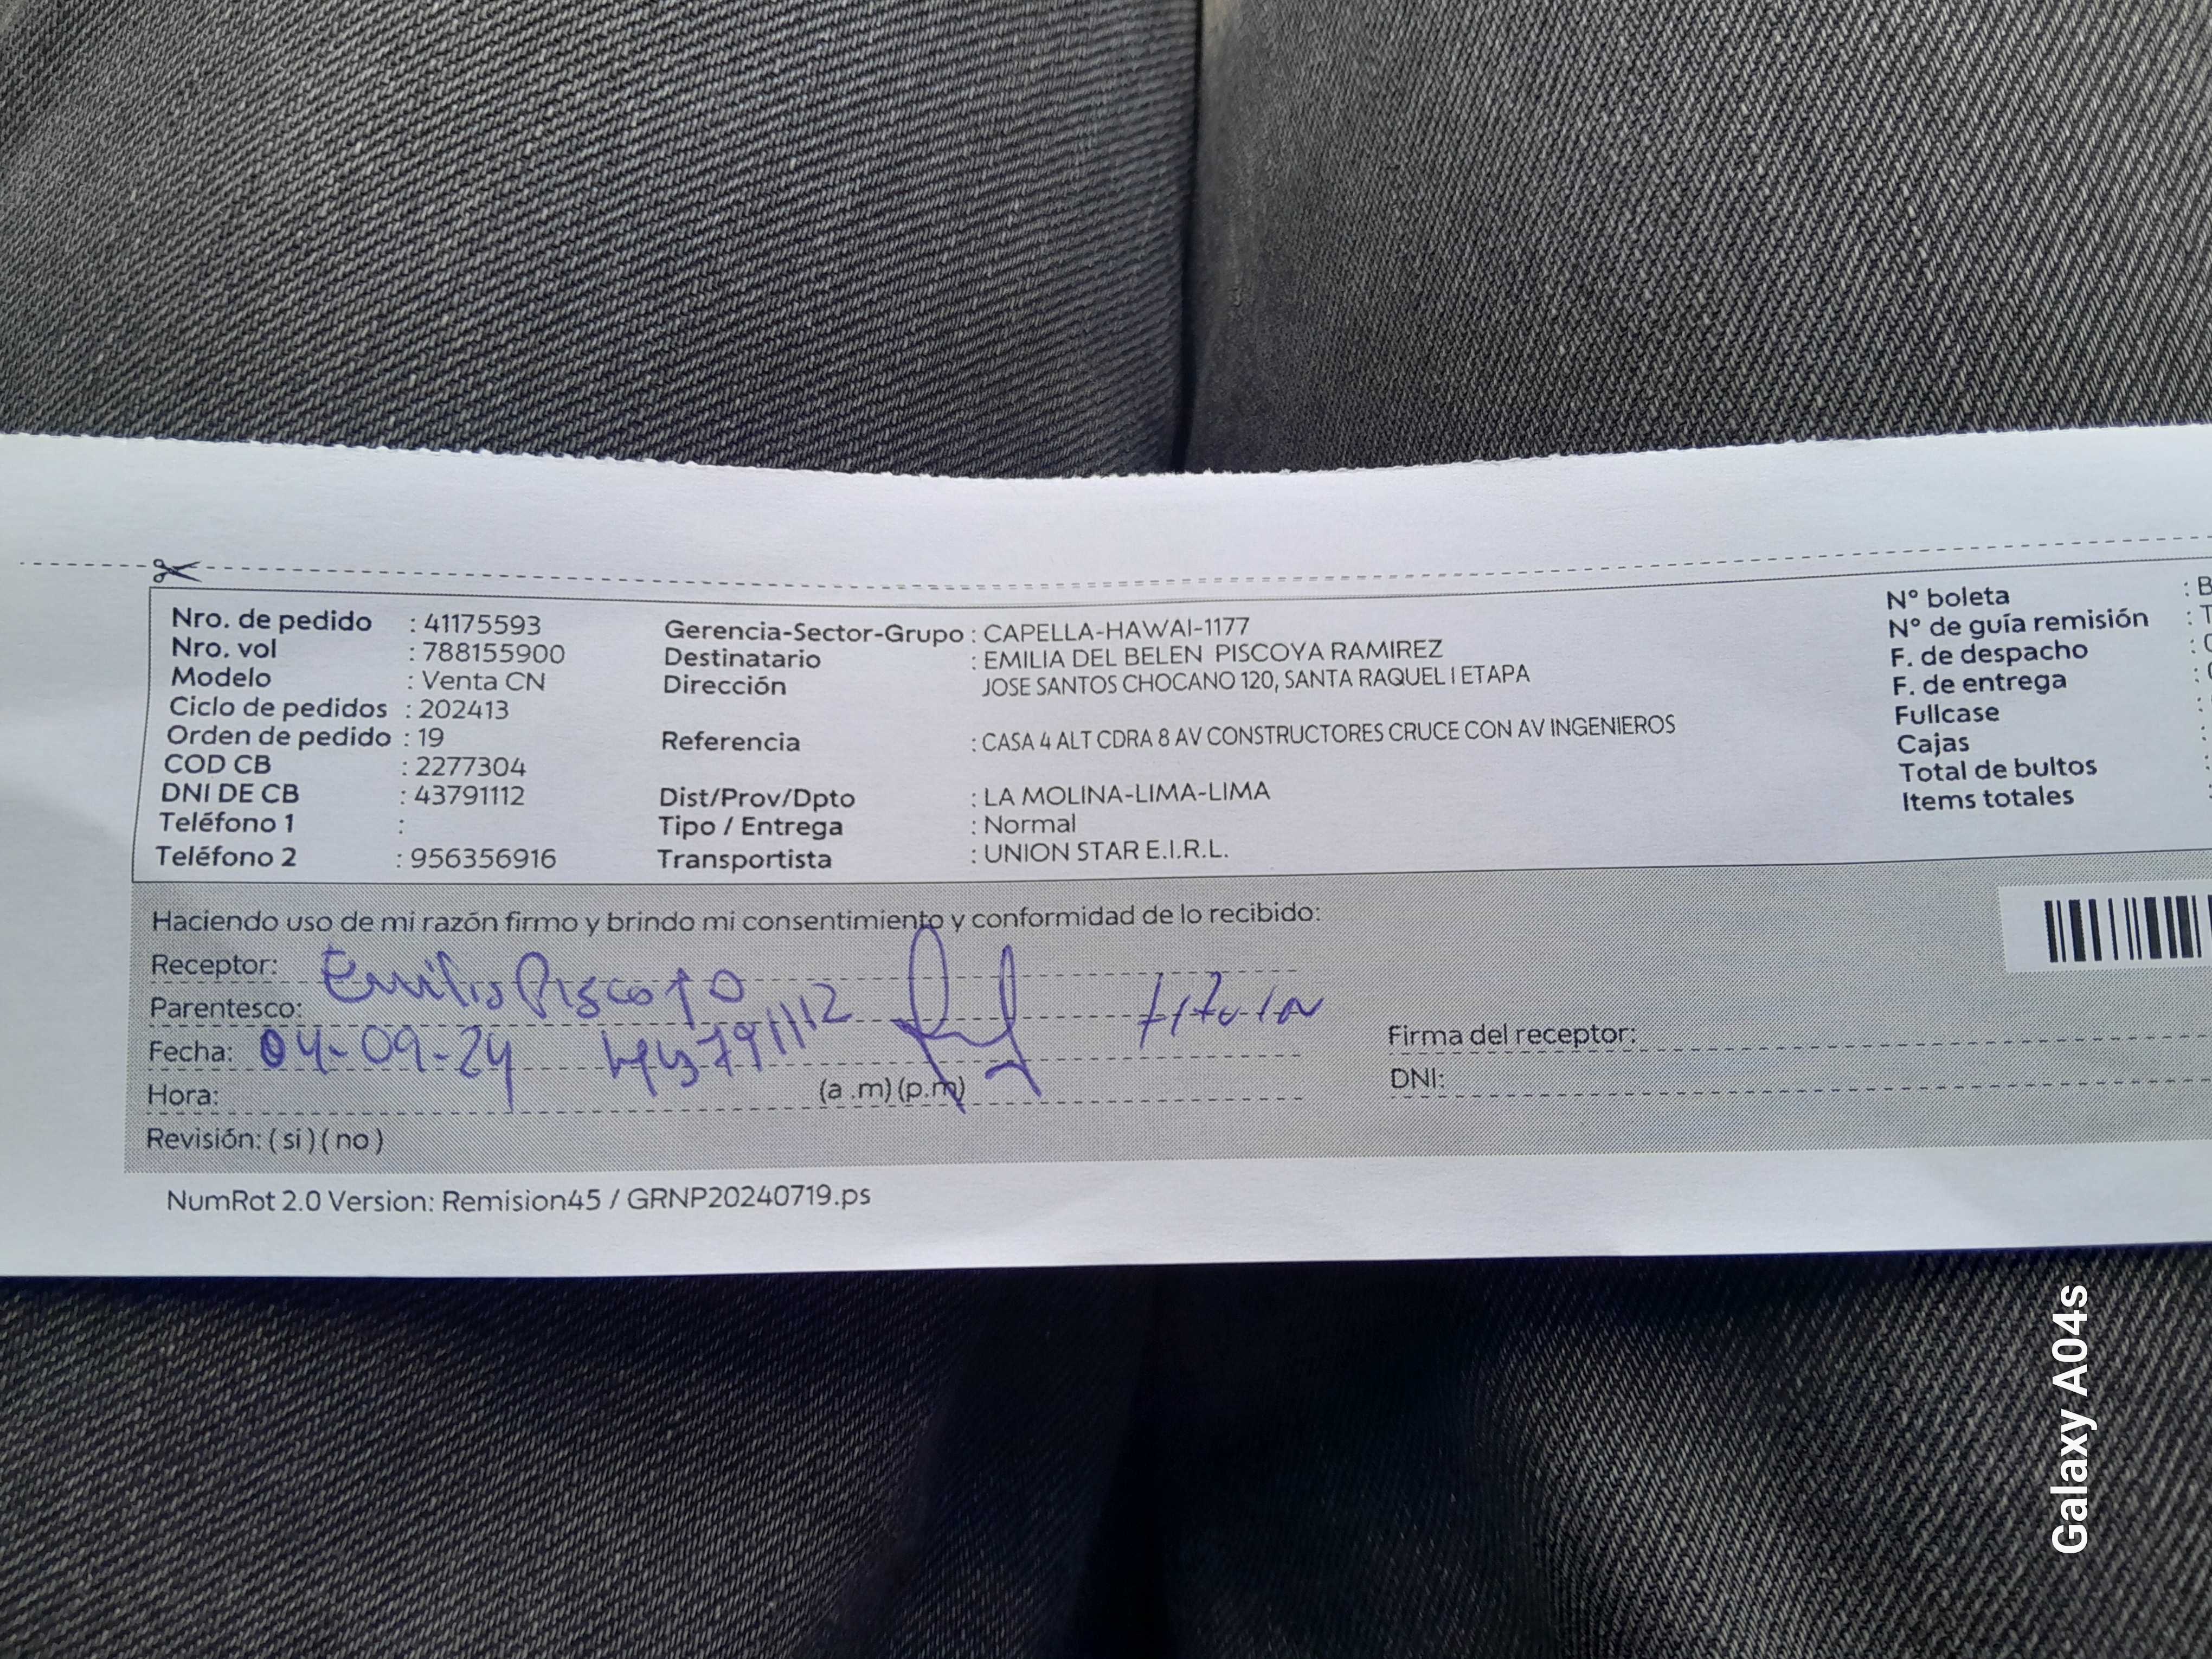 Nro. de pedido : 41175593
Nro. vol : 788155900
Modelo : Venta CN
Ciclo de pedidos : 202413
Orden de pedido : 19
COD CB : 2277304
DNI DE CB : 43791112
Teléfono 1 :
Teléfono 2 : 956356916
Gerencia-Sector-Grupo : CAPELLA-HAWAI-1177
Destinatario : EMILIA DEL BELEN PISCOYA RAMIREZ
Dirección JOSE SANTOS CHOCANO 120, SANTA RAQUEL I ETAPA
Referencia : CASA 4 ALT CDRA 8 AV CONSTRUCTORES CRUCE CON AV INGENIEROS
Dist/Prov/Dpto : LA MOLINA-LIMA-LIMA
Tipo / Entrega : Normal
Transportista : UNION STAR E.I.R.L.
N° boleta : B
N° de guía remisión : T
F. de despacho :
F. de entrega :
Fullcase :
Cajas :
Total de bultos :
Items totales :
Haciendo uso de mi razón firmo y brindo mi consentimiento y conformidad de lo recibido:
Receptor: Emilia Piscoya
Parentesco: titular
Fecha: 04-09-24 43791112
Hora: (a .m) (p.m)
Revisión: ( si ) ( no )
Firma del receptor:
DNI:
NumRot 2.0 Version: Remision45 / GRNP20240719.ps
Galaxy A04s